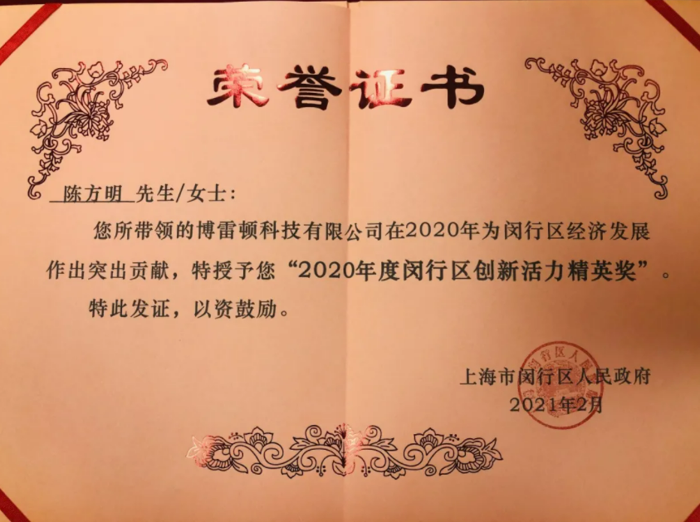 荣誉证书
陈方明 先生/女士：
您所带领的博雷顿科技有限公司在2020年为闵行区经济发展
作出突出贡献，特授予您“2020年度闵行区创新活力精英奖”。
特此发证，以资鼓励。
上海市闵行区人民政府
2021年2月